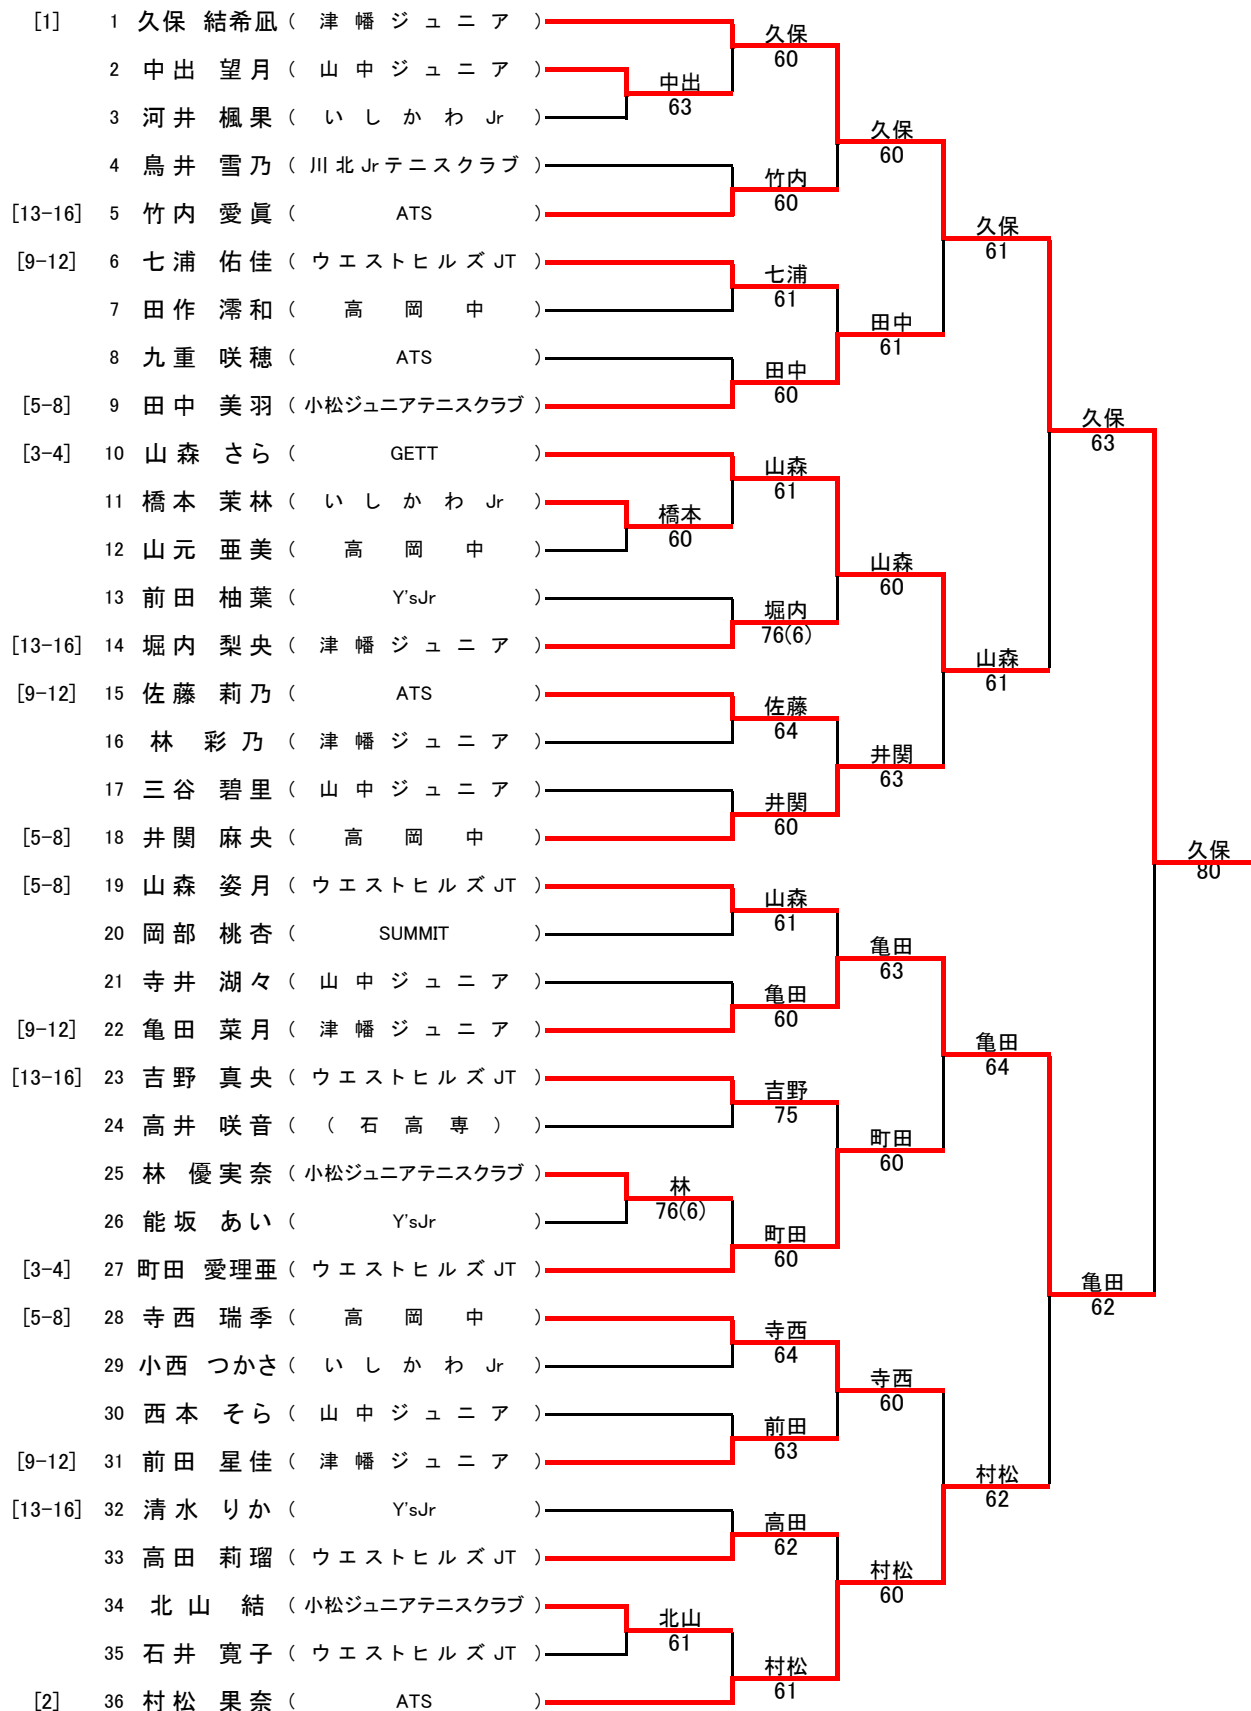 [1] 1 久保 結希凪 ( 津幡ジュニア )
2 中出 望月 ( 山中ジュニア )
3 河井 楓果 ( いしかわ Jr )
4 鳥井 雪乃 ( 川北Jrテニスクラブ )
[13-16] 5 竹内 愛眞 ( ATS )
[9-12] 6 七浦 佑佳 ( ウエストヒルズJT )
7 田作 澪和 ( 高岡中 )
8 九重 咲穂 ( ATS )
[5-8] 9 田中 美羽 ( 小松ジュニアテニスクラブ )
[3-4] 10 山森 さら ( GETT )
11 橋本 茉林 ( いしかわ Jr )
12 山元 亜美 ( 高岡中 )
13 前田 柚葉 ( Y'sJr )
[13-16] 14 堀内 梨央 ( 津幡ジュニア )
[9-12] 15 佐藤 莉乃 ( ATS )
16 林 彩乃 ( 津幡ジュニア )
17 三谷 碧里 ( 山中ジュニア )
[5-8] 18 井関 麻央 ( 高岡中 )
[5-8] 19 山森 姿月 ( ウエストヒルズJT )
20 岡部 桃杏 ( SUMMIT )
21 寺井 湖々 ( 山中ジュニア )
[9-12] 22 亀田 菜月 ( 津幡ジュニア )
[13-16] 23 吉野 真央 ( ウエストヒルズJT )
24 高井 咲音 ( (石高専) )
25 林 優実奈 ( 小松ジュニアテニスクラブ )
26 能坂 あい ( Y'sJr )
[3-4] 27 町田 愛理亜 ( ウエストヒルズJT )
[5-8] 28 寺西 瑞季 ( 高岡中 )
29 小西 つかさ ( いしかわ Jr )
30 西本 そら ( 山中ジュニア )
[9-12] 31 前田 星佳 ( 津幡ジュニア )
[13-16] 32 清水 りか ( Y'sJr )
33 高田 莉瑠 ( ウエストヒルズJT )
34 北山 結 ( 小松ジュニアテニスクラブ )
35 石井 寛子 ( ウエストヒルズJT )
[2] 36 村松 果奈 ( ATS )
中出
63
橋本
60
林
76(6)
北山
61
久保
60
竹内
60
七浦
61
田中
60
山森
61
堀内
76(6)
佐藤
64
井関
60
山森
61
亀田
60
吉野
75
町田
60
寺西
64
前田
63
高田
62
村松
61
久保
60
田中
61
山森
60
井関
63
亀田
63
町田
60
寺西
60
村松
60
久保
61
山森
61
亀田
64
村松
62
久保
63
亀田
62
久保
80